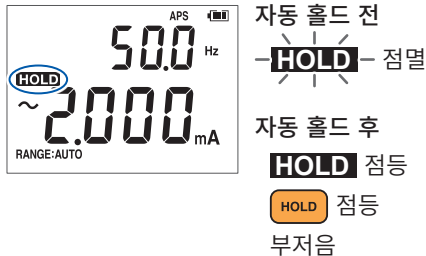 APS
50.0 Hz
HOLD
~2.000 mA
RANGE:AUTO
자동 홀드 전
HOLD 점멸
자동 홀드 후
HOLD 점등
HOLD 점등
부저음